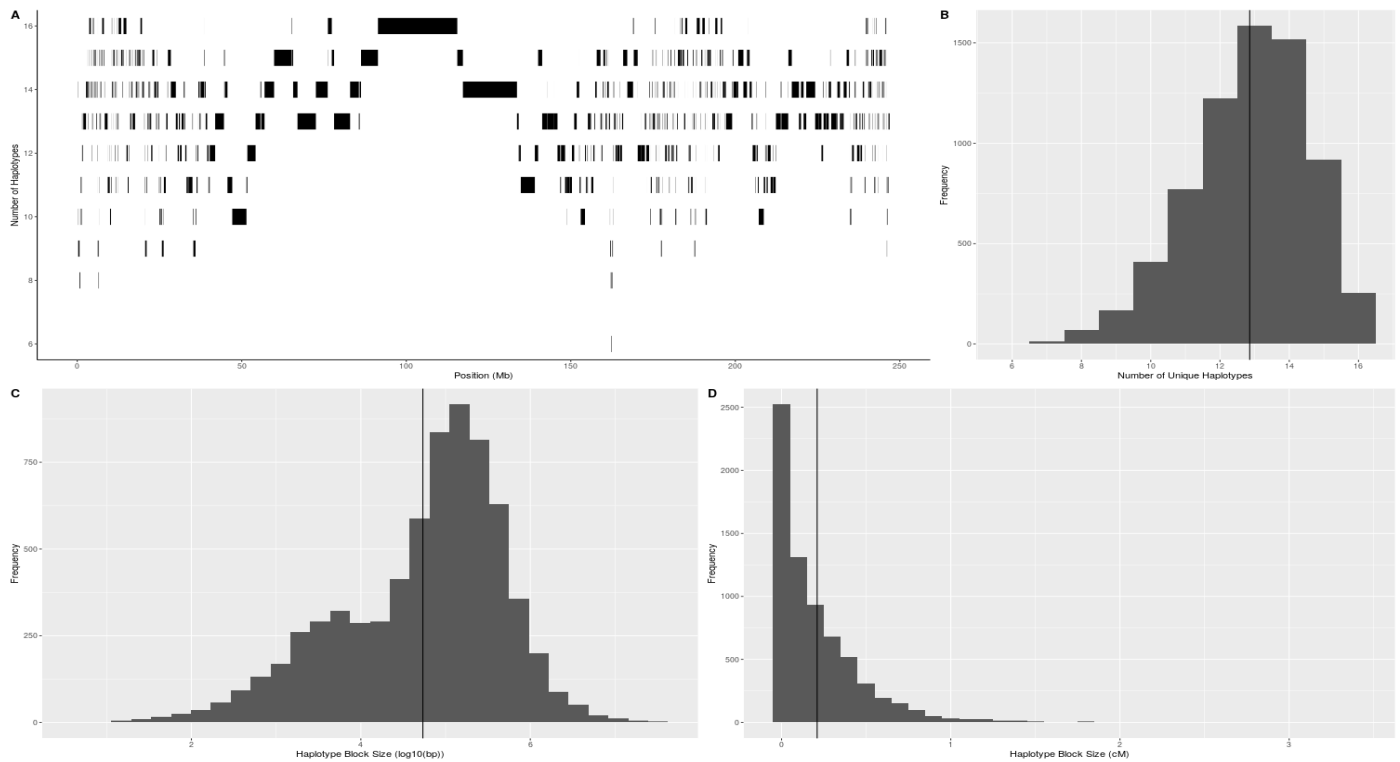 A
Number of Haplotypes
16
14
12
10
8
6
0 50 100 150 200 250
Position (Mb)
B
Frequency
1500
1000
500
0
6 8 10 12 14 16
Number of Unique Haplotypes
C
Frequency
750
500
250
0
2 4 6
Haplotype Block Size (log10(bp))
D
Frequency
2500
2000
1500
1000
500
0
0 1 2 3
Haplotype Block Size (cM)